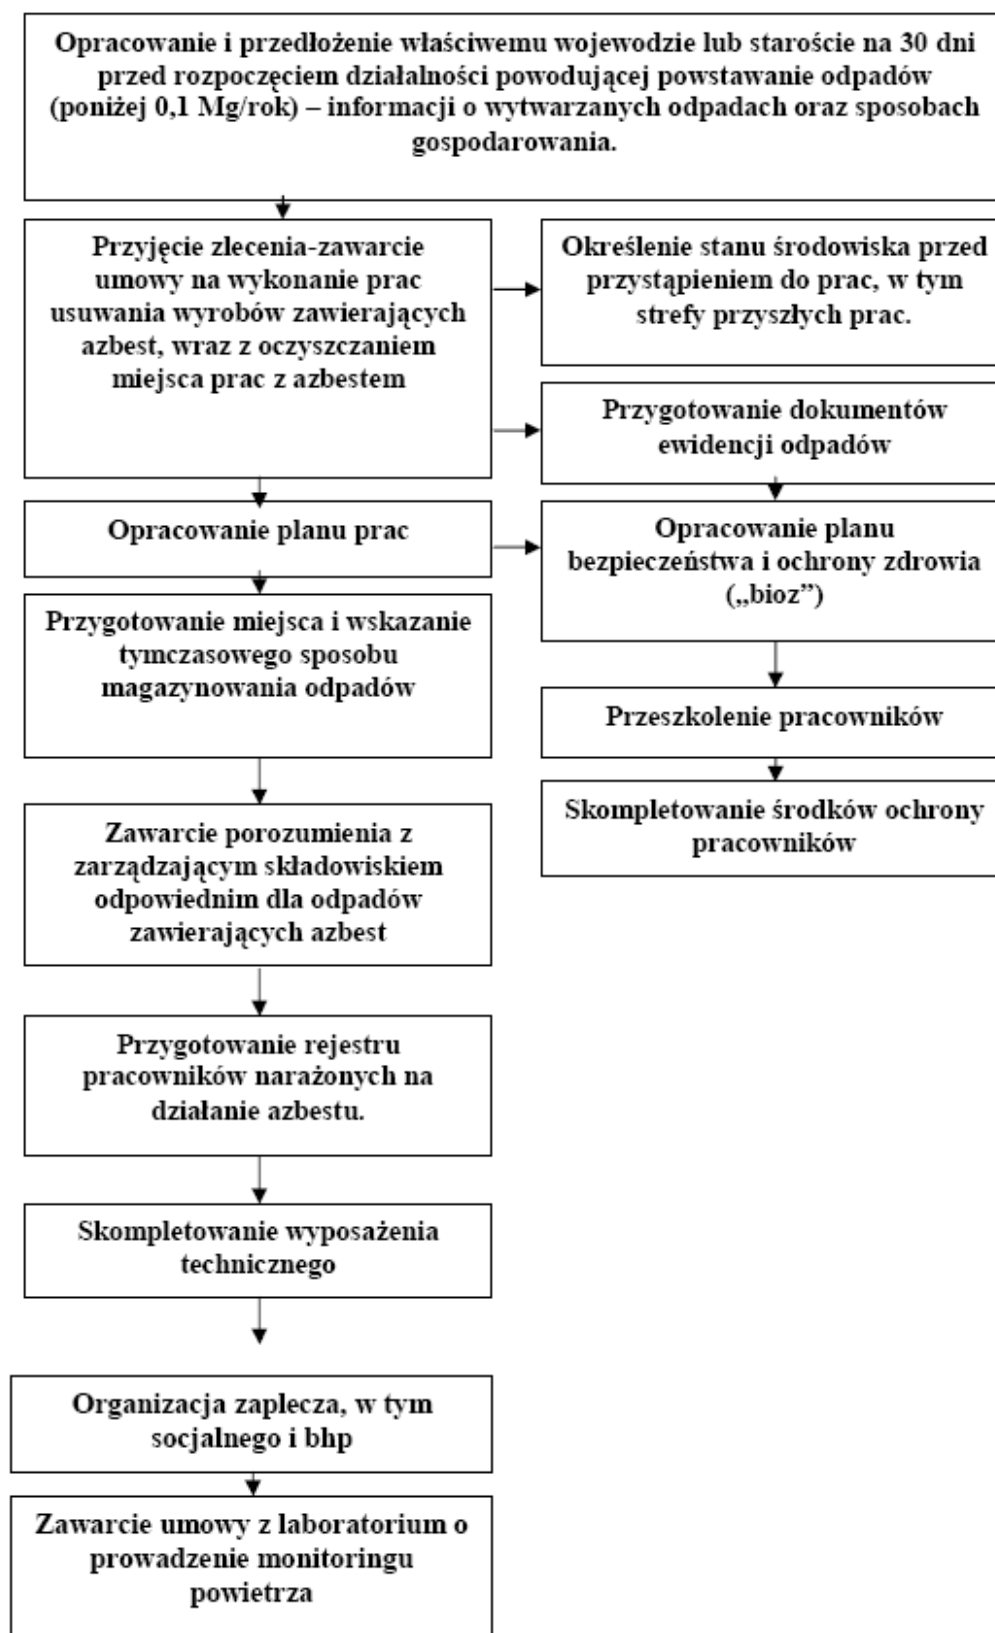 Opracowanie i przedłożenie właściwemu wojewodzie lub staroście na 30 dni
przed rozpoczęciem działalności powodującej powstawanie odpadów
(poniżej 0,1 Mg/rok) – informacji o wytwarzanych odpadach oraz sposobach
gospodarowania.
Przyjęcie zlecenia-zawarcie
umowy na wykonanie prac
usuwania wyrobów zawierających
azbest, wraz z oczyszczaniem
miejsca prac z azbestem
Określenie stanu środowiska przed
przystąpieniem do prac, w tym
strefy przyszłych prac.
Przygotowanie dokumentów
ewidencji odpadów
Opracowanie planu prac
Opracowanie planu
bezpieczeństwa i ochrony zdrowia
(„bioz”)
Przygotowanie miejsca i wskazanie
tymczasowego sposobu
magazynowania odpadów
Przeszkolenie pracowników
Skompletowanie środków ochrony
pracowników
Zawarcie porozumienia z
zarządzającym składowiskiem
odpowiednim dla odpadów
zawierających azbest
Przygotowanie rejestru
pracowników narażonych na
działanie azbestu.
Skompletowanie wyposażenia
technicznego
Organizacja zaplecza, w tym
socjalnego i bhp
Zawarcie umowy z laboratorium o
prowadzenie monitoringu
powietrza